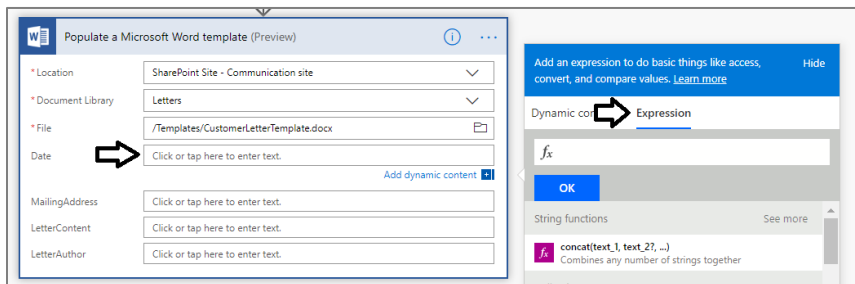 Populate a Microsoft Word template (Preview)
* Location SharePoint Site - Communication site
* Document Library Letters
* File /Templates/CustomerLetterTemplate.docx
Date Click or tap here to enter text.
Add dynamic content
MailingAddress Click or tap here to enter text.
LetterContent Click or tap here to enter text.
LetterAuthor Click or tap here to enter text.
Add an expression to do basic things like access, Hide
convert, and compare values. Learn more
Dynamic con Expression
fx
OK
String functions See more
fx concat(text_1, text_2?, ...)
Combines any number of strings together